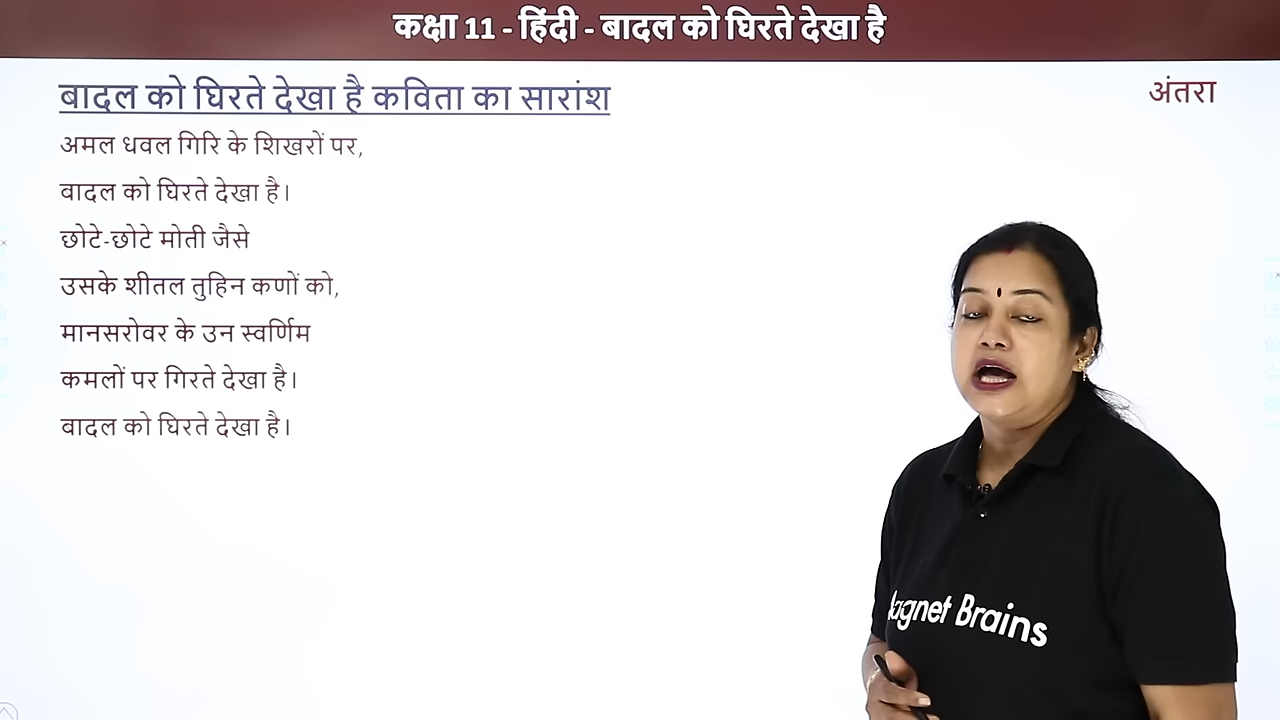 कक्षा 11 - हिंदी - बादल को घिरते देखा है
बादल को घिरते देखा है कविता का सारांश
अंतरा
अमल धवल गिरि के शिखरों पर,
बादल को घिरते देखा है।
छोटे-छोटे मोती जैसे
उसके शीतल तुहिन कणों को,
मानसरोवर के उन स्वर्णिम
कमलों पर गिरते देखा है।
बादल को घिरते देखा है।
Brains